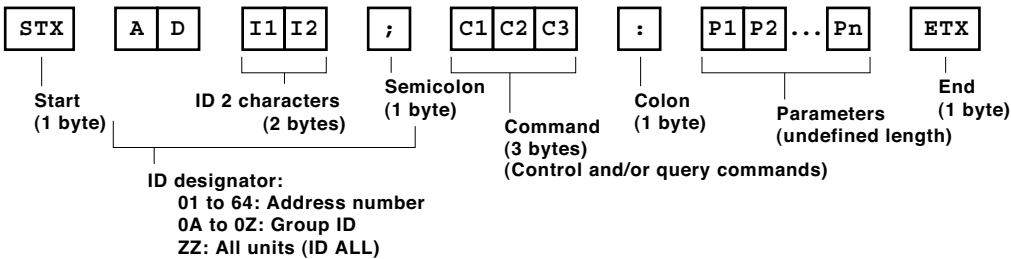 STX A D I1 I2 ; C1 C2 C3 : P1 P2 ... Pn ETX
Start
(1 byte)
ID 2 characters
(2 bytes)
Semicolon
(1 byte)
Command
(3 bytes)
(Control and/or query commands)
Colon
(1 byte)
Parameters
(undefined length)
End
(1 byte)
ID designator:
01 to 64: Address number
0A to 0Z: Group ID
ZZ: All units (ID ALL)